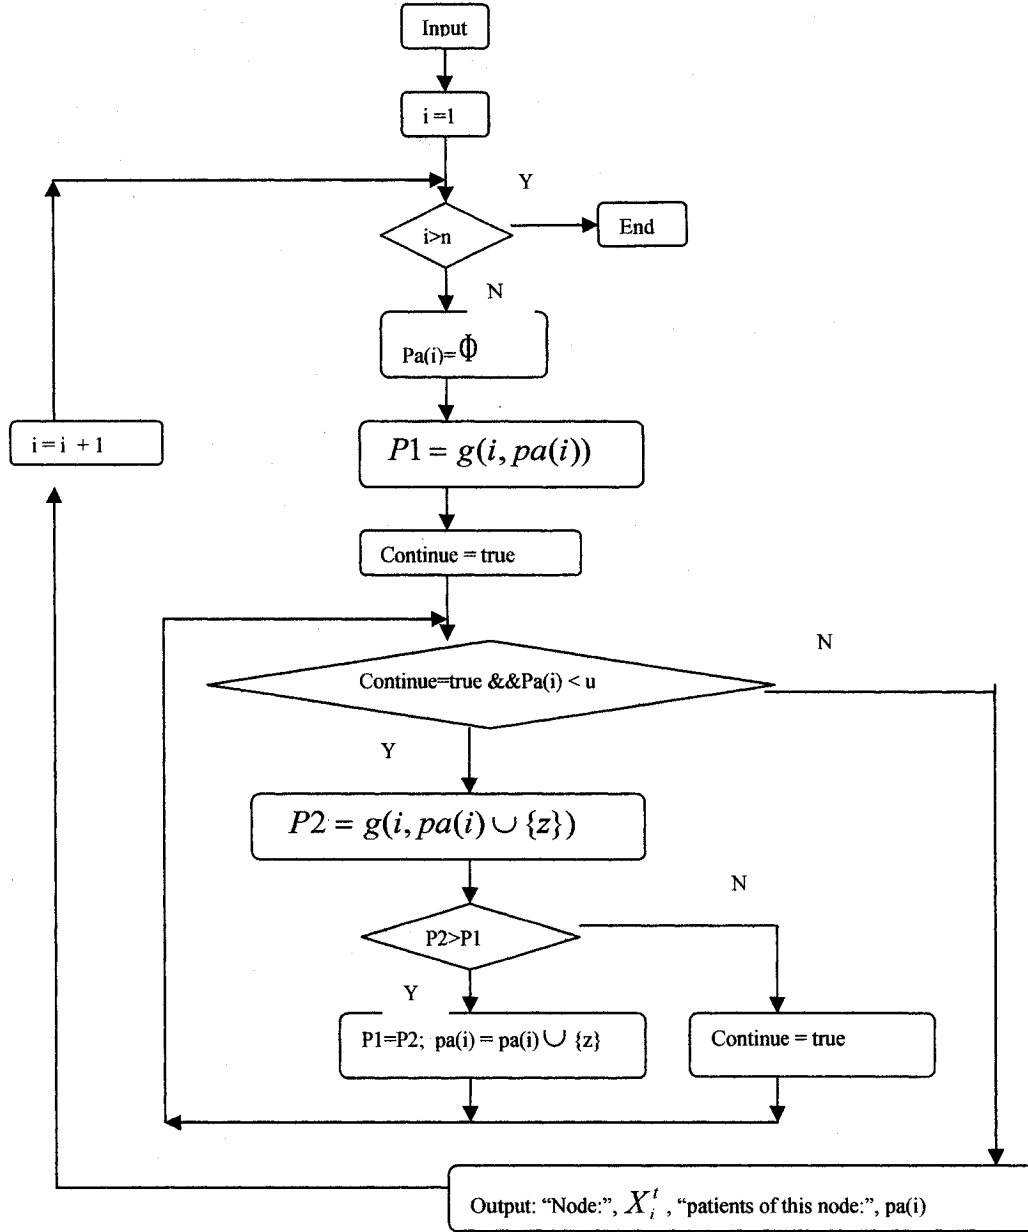 Input
i =1
Y
i>n
End
N
Pa(i)= Φ
i = i + 1
P1 = g(i, pa(i))
Continue = true
N
Continue=true &&Pa(i) < u
Y
P2 = g(i, pa(i) ∪ {z})
N
P2>P1
Y
P1=P2; pa(i) = pa(i) ∪ {z}
Continue = true
Output: “Node:”, X_i^t , “patients of this node:”, pa(i)